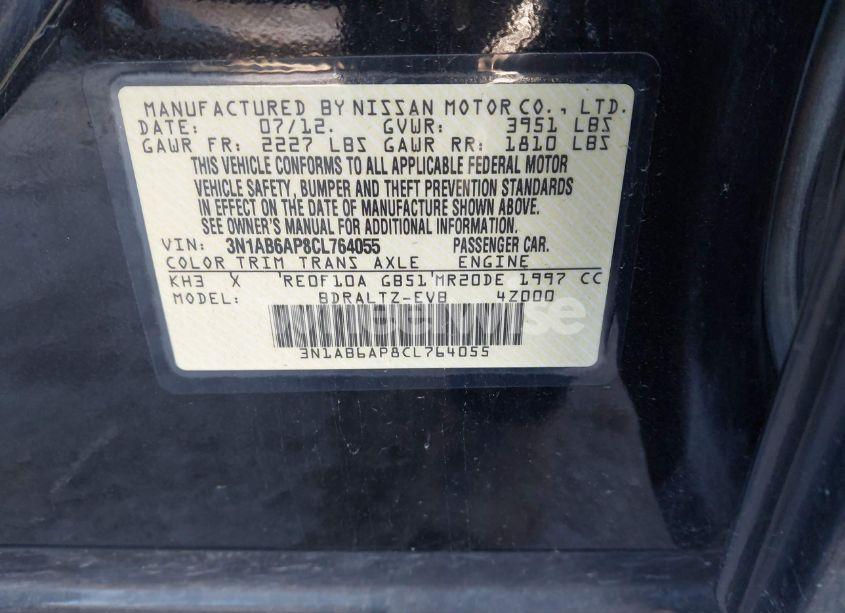 MANUFACTURED BY NISSAN MOTOR CO., LTD.
DATE: 07/12. GVWR: 3951 LBS
GAWR FR: 2227 LBS GAWR RR: 1810 LBS
THIS VEHICLE CONFORMS TO ALL APPLICABLE FEDERAL MOTOR
VEHICLE SAFETY, BUMPER AND THEFT PREVENTION STANDARDS
IN EFFECT ON THE DATE OF MANUFACTURE SHOWN ABOVE.
SEE OWNER'S MANUAL FOR ADDITIONAL INFORMATION.
VIN: 3N1AB6AP8CL764055 PASSENGER CAR.
COLOR TRIM TRANS AXLE ENGINE
KH3 X RE0F10A GB51 MR20DE 1997 CC
MODEL: BDRALTZ-EVB 4Z000
3N1AB6AP8CL764055